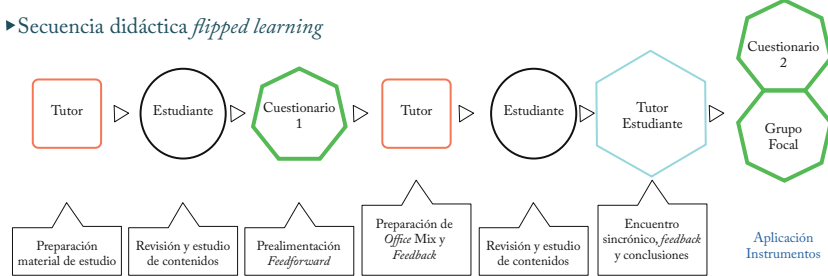 Secuencia didáctica flipped learning
Tutor
Estudiante
Cuestionario
1
Tutor
Estudiante
Tutor
Estudiante
Cuestionario
2
Grupo
Focal
Preparación
material de estudio
Revisión y estudio
de contenidos
Prealimentación
Feedforward
Preparación de
Office Mix y
Feedback
Revisión y estudio
de contenidos
Encuentro
sincrónico, feedback
y conclusiones
Aplicación
Instrumentos